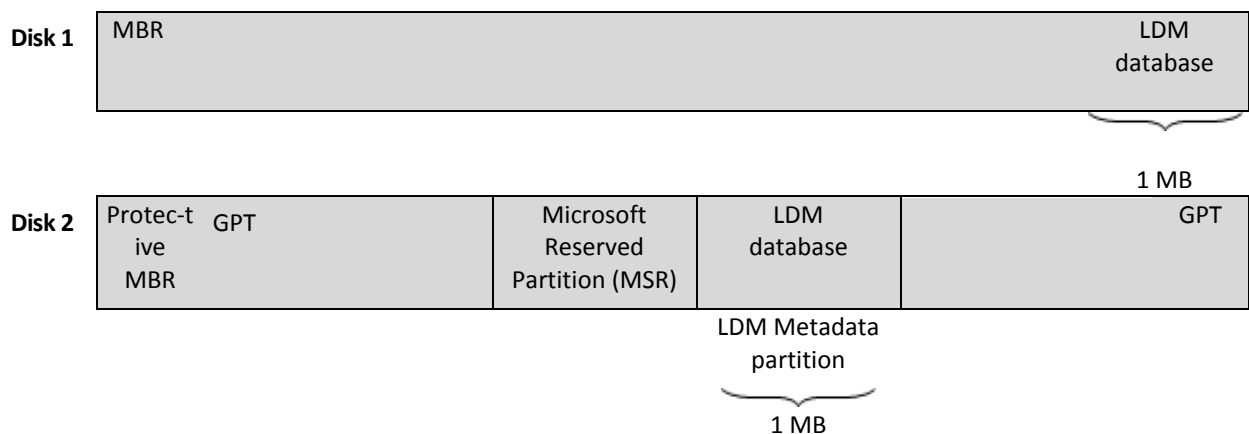 Disk 1
MBR
LDM
database
1 MB
Disk 2
Protec-t
ive
MBR
GPT
Microsoft
Reserved
Partition (MSR)
LDM
database
GPT
LDM Metadata
partition
1 MB